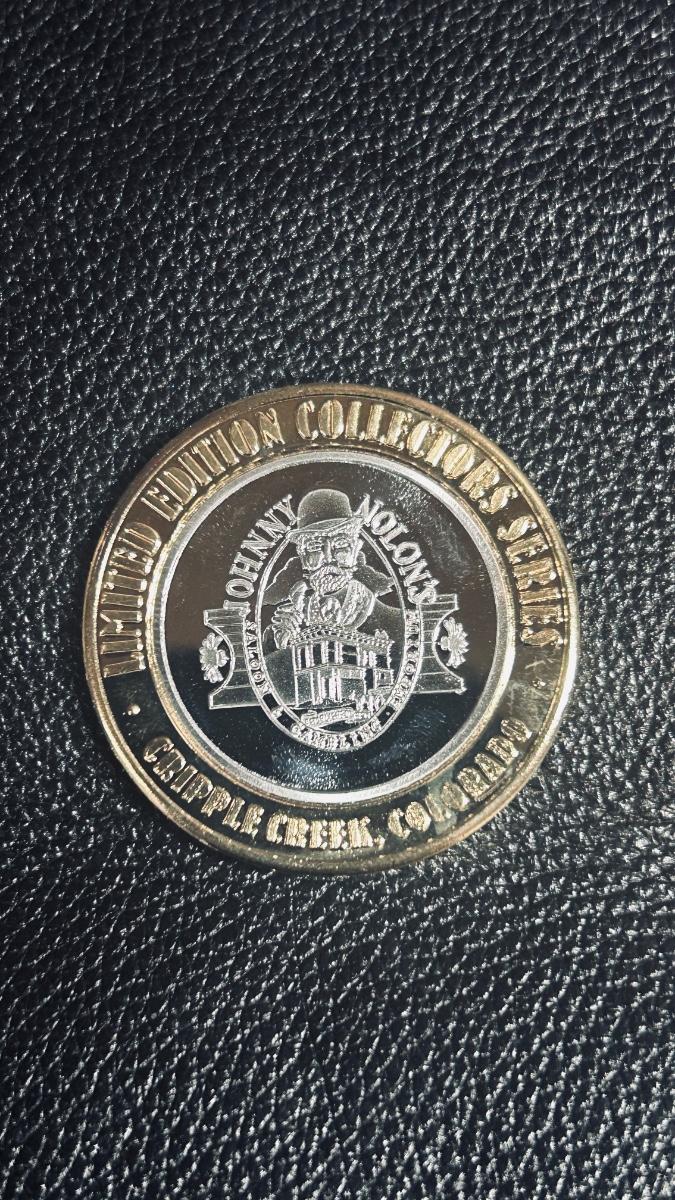 LIMITED EDITION COLLECTORS SERIES
JOHNNY NOLON'S
SALOON & GAMBLING EMPORIUM
CRIPPLE CREEK, COLORADO